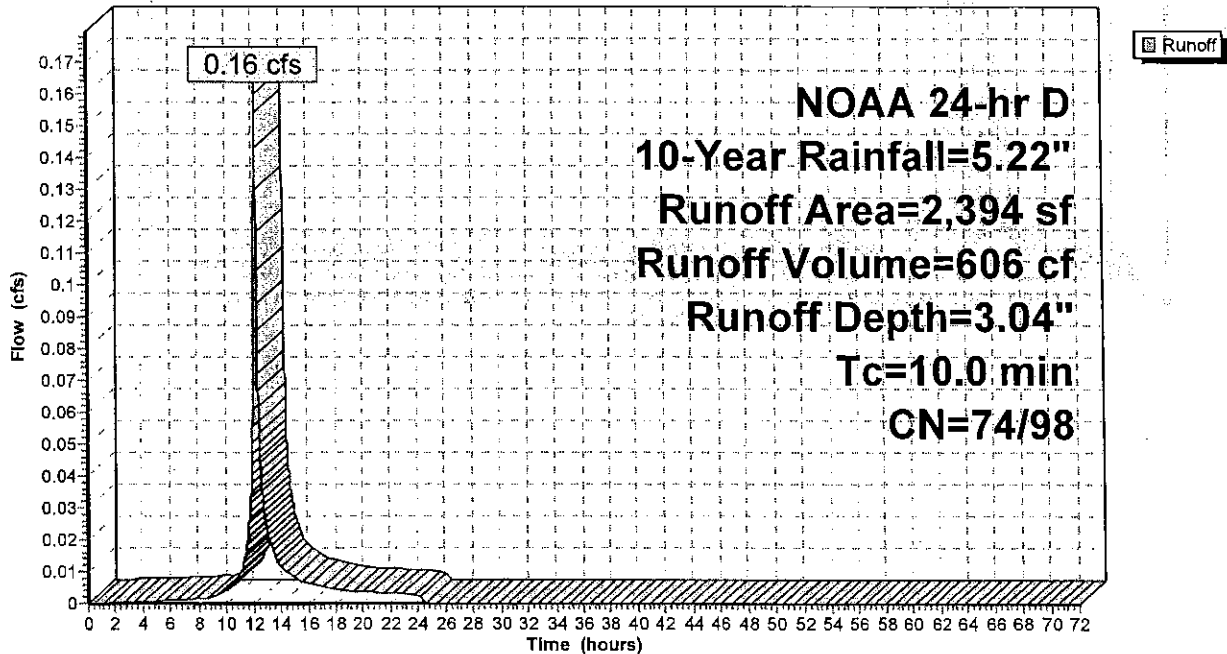 0.16 cfs
Runoff
NOAA 24-hr D
10-Year Rainfall=5.22"
Runoff Area=2,394 sf
Runoff Volume=606 cf
Runoff Depth=3.04"
Tc=10.0 min
CN=74/98
Flow (cfs)
0.17
0.16
0.15
0.14
0.13
0.12
0.11
0.1
0.09
0.08
0.07
0.06
0.05
0.04
0.03
0.02
0.01
0
0 2 4 6 8 10 12 14 16 18 20 22 24 26 28 30 32 34 36 38 40 42 44 46 48 50 52 54 56 58 60 62 64 66 68 70 72
Time (hours)